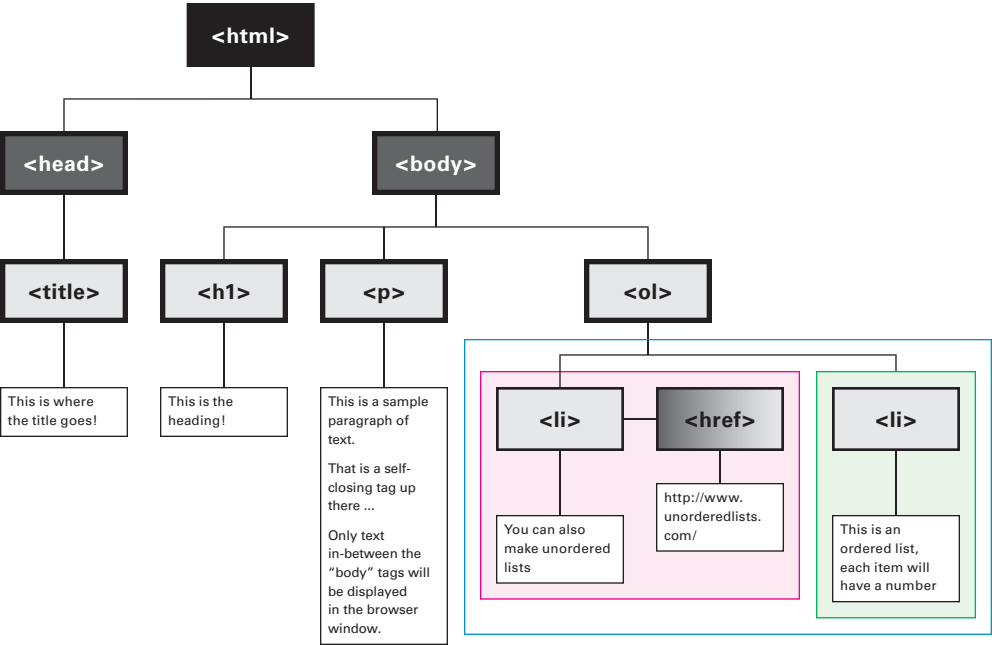 <html>
<head>
<body>
<title>
<h1>
<p>
<ol>
This is where
the title goes!
This is the
heading!
This is a sample
paragraph of
text.
That is a self-
closing tag up
there ...
Only text
in-between the
“body” tags will
be displayed
in the browser
window.
<li>
<href>
<li>
You can also
make unordered
lists
http://www.
unorderedlists.
com/
This is an
ordered list,
each item will
have a number